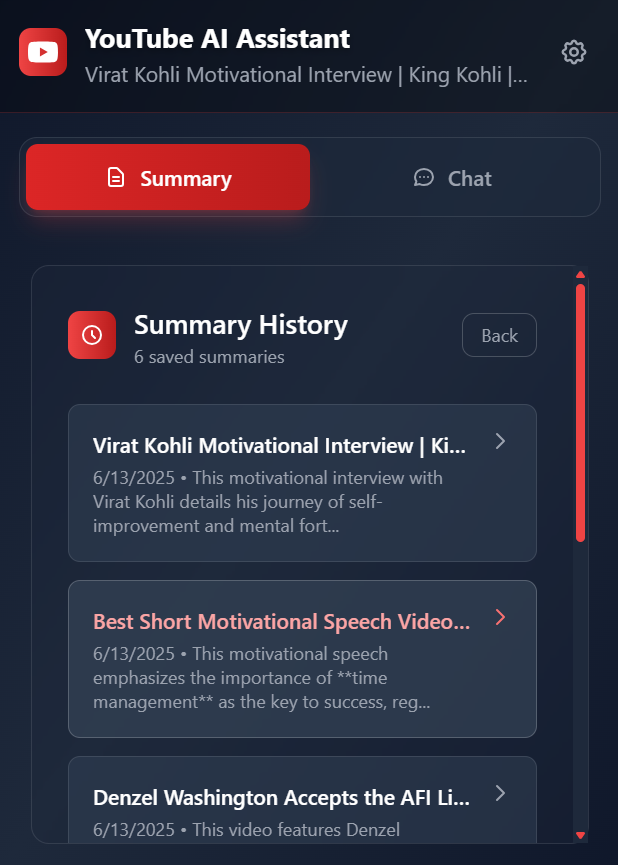 YouTube AI Assistant
Virat Kohli Motivational Interview | King Kohli |...
Summary
Chat
Summary History
6 saved summaries
Back
Virat Kohli Motivational Interview | Ki...
6/13/2025 • This motivational interview with
Virat Kohli details his journey of self-
improvement and mental fort...
Best Short Motivational Speech Video...
6/13/2025 • This motivational speech
emphasizes the importance of **time
management** as the key to success, reg...
Denzel Washington Accepts the AFI Li...
6/13/2025 • This video features Denzel